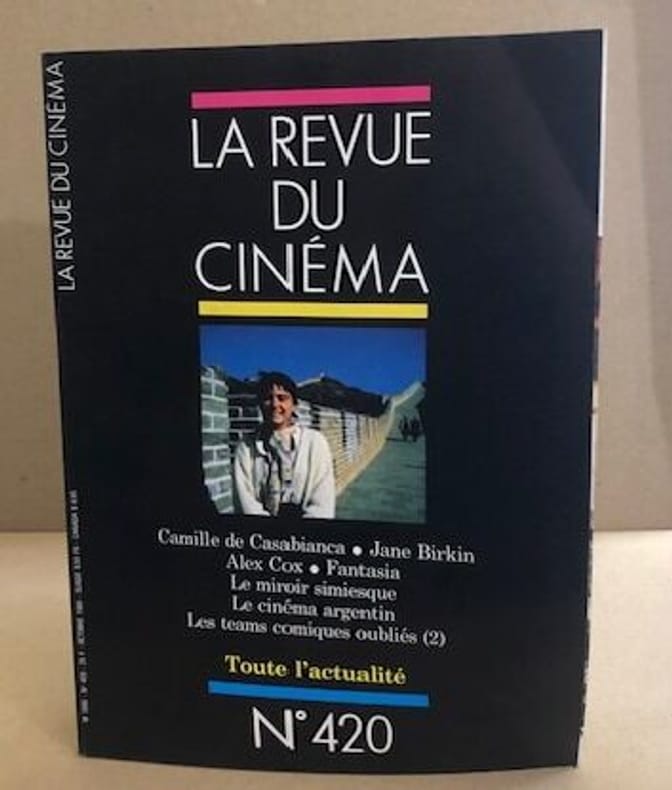 LA REVUE DU CINÉMA
LA REVUE
DU
CINÉMA
Camille de Casabianca • Jane Birkin
Alex Cox • Fantasia
Le miroir simiesque
Le cinéma argentin
Les teams comiques oubliés (2)
Toute l'actualité
N° 420